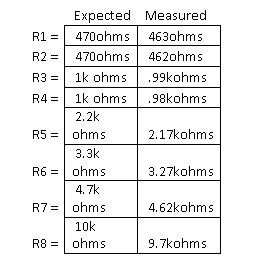 Expected Measured
R1 = 470ohms 463ohms
R2 = 470ohms 462ohms
R3 = 1k ohms .99kohms
R4 = 1k ohms .98kohms
2.2k
R5 = ohms 2.17kohms
3.3k
R6 = ohms 3.27kohms
4.7k
R7 = ohms 4.62kohms
10k
R8 = ohms 9.7kohms